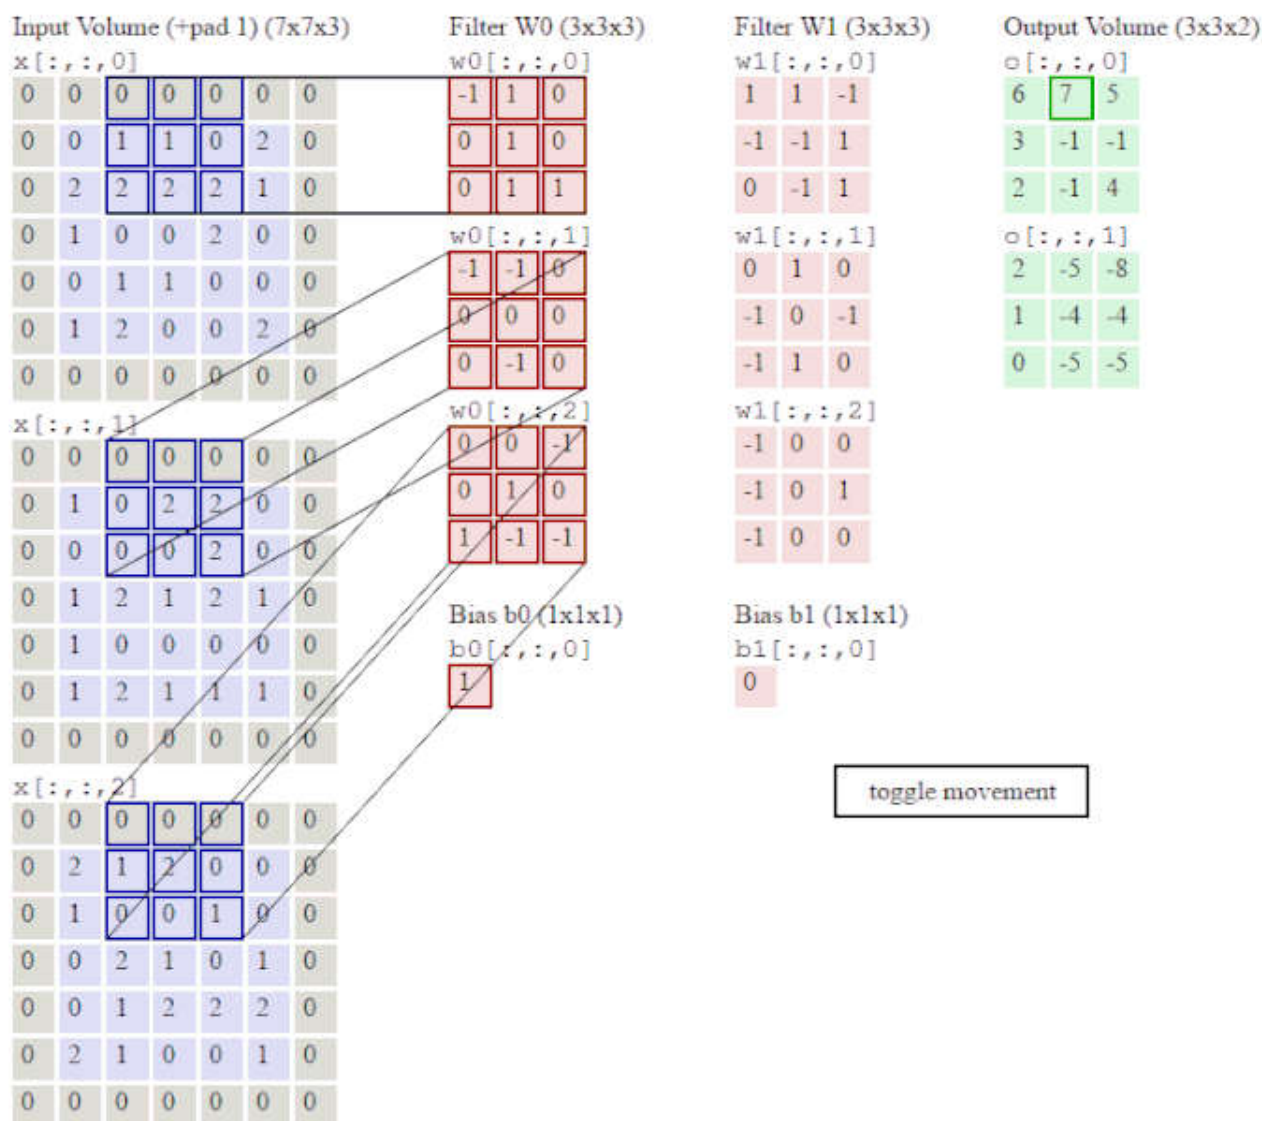 Input Volume (+pad 1) (7x7x3)
x[:,:,0]
0 0 0 0 0 0 0
0 0 1 1 0 2 0
0 2 2 2 2 1 0
0 1 0 0 2 0 0
0 0 1 1 0 0 0
0 1 2 0 0 2 0
0 0 0 0 0 0 0
x[:,:,1]
0 0 0 0 0 0 0
0 1 0 2 2 0 0
0 0 0 0 2 0 0
0 1 2 1 2 1 0
0 1 0 0 0 0 0
0 1 2 1 1 1 0
0 0 0 0 0 0 0
x[:,:,2]
0 0 0 0 0 0 0
0 2 1 2 0 0 0
0 1 0 0 1 0 0
0 0 2 1 0 1 0
0 0 1 2 2 2 0
0 2 1 0 0 1 0
0 0 0 0 0 0 0
Filter W0 (3x3x3)
w0[:,:,0]
-1 1 0
0 1 0
0 1 1
w0[:,:,1]
-1 -1 0
0 0 0
0 -1 0
w0[:,:,2]
0 0 -1
0 1 0
1 -1 -1
Bias b0 (1x1x1)
b0[:,:,0]
1
Filter W1 (3x3x3)
w1[:,:,0]
1 1 -1
-1 -1 1
0 -1 1
w1[:,:,1]
0 1 0
-1 0 -1
-1 1 0
w1[:,:,2]
-1 0 0
-1 0 1
-1 0 0
Bias b1 (1x1x1)
b1[:,:,0]
0
Output Volume (3x3x2)
o[:,:,0]
6 7 5
3 -1 -1
2 -1 4
o[:,:,1]
2 -5 -8
1 -4 -4
0 -5 -5
toggle movement